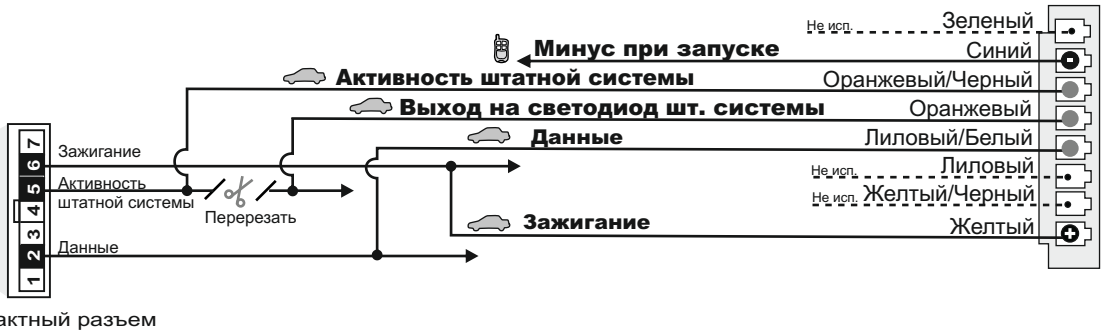 Не исп. Зеленый
Минус при запуске Синий
Активность штатной системы Оранжевый/Черный
Выход на светодиод шт. системы Оранжевый
Данные Лиловый/Белый
Не исп. Лиловый
Не исп. Желтый/Черный
Зажигание Желтый
7
6 Зажигание
5 Активность
штатной системы
4
Перерезать
3
2 Данные
1
актный разъем